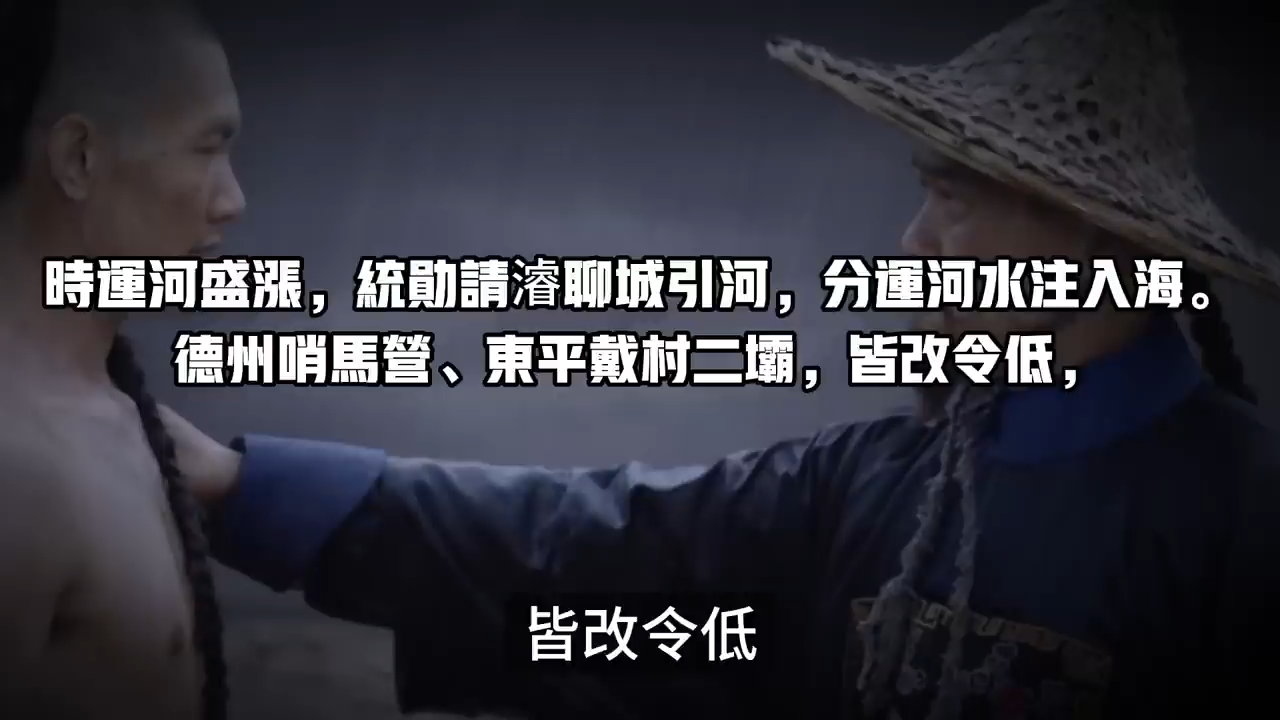 時運河盛漲，統勛請濬聊城引河，分運河水注入海。
德州哨馬營、東平戴村二壩，皆改令低，
皆改令低